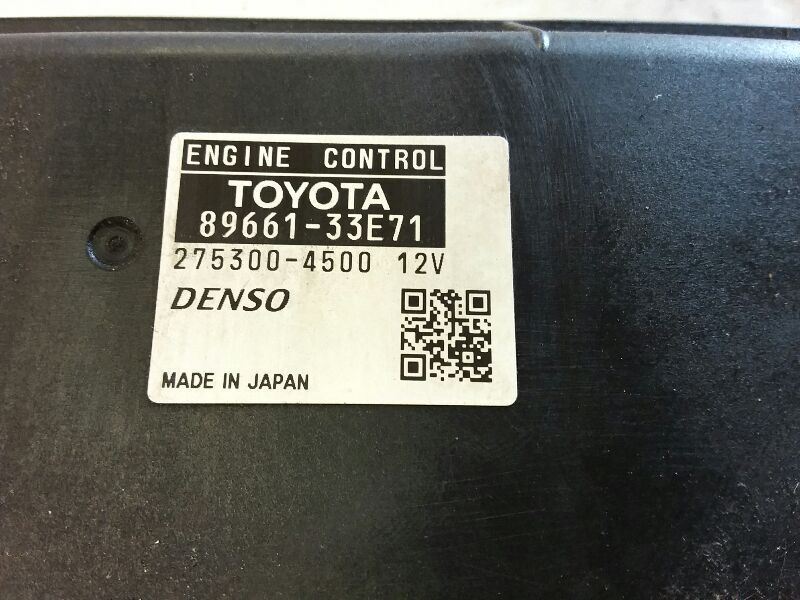 ENGINE CONTROL
TOYOTA
89661-33E71
275300-4500 12V
DENSO
MADE IN JAPAN